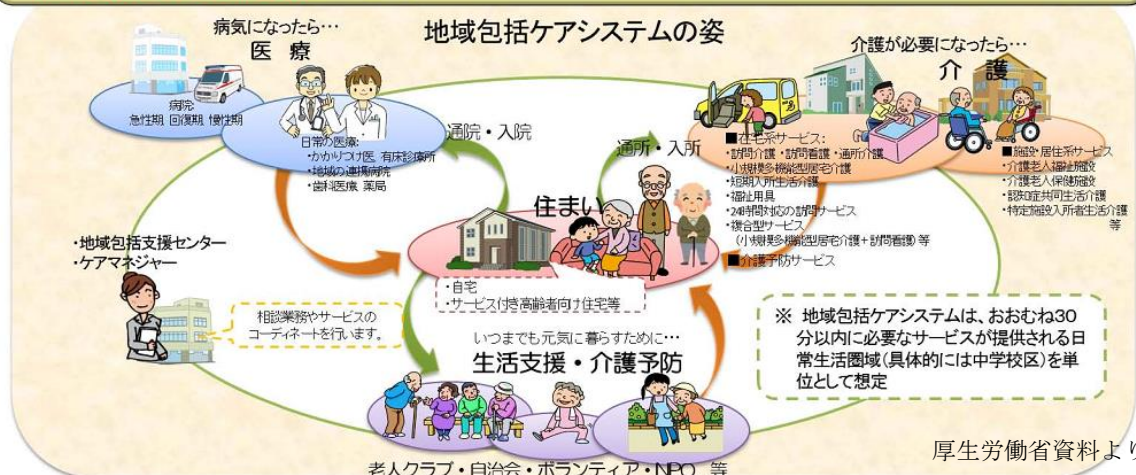 地域包括ケアシステムの姿
病気になったら…
医 療
病院
急性期 回復期 慢性期
日常の医療:
・かかりつけ医、有床診療所
・地域の連携病院
・歯科医療、薬局
通院・入院
介護が必要になったら…
介 護
通所・入所
■在宅系サービス:
・訪問介護・訪問看護・通所介護
・小規模多機能型居宅介護
・短期入所生活介護
・福祉用具
・24時間対応の訪問サービス
・複合型サービス
(小規模多機能型居宅介護+訪問看護)等
■介護予防サービス
■施設・居住系サービス
・介護老人福祉施設
・介護老人保健施設
・認知症共同生活介護
・特定施設入所者生活介護
等
住まい
・自宅
・サービス付き高齢者向け住宅等
・地域包括支援センター
・ケアマネジャー
相談業務やサービスの
コーディネートを行います。
いつまでも元気に暮らすために…
生活支援・介護予防
老人クラブ・自治会・ボランティア・NPO 等
※ 地域包括ケアシステムは、おおむね30
分以内に必要なサービスが提供される日
常生活圏域(具体的には中学校区)を単
位として想定
厚生労働省資料より